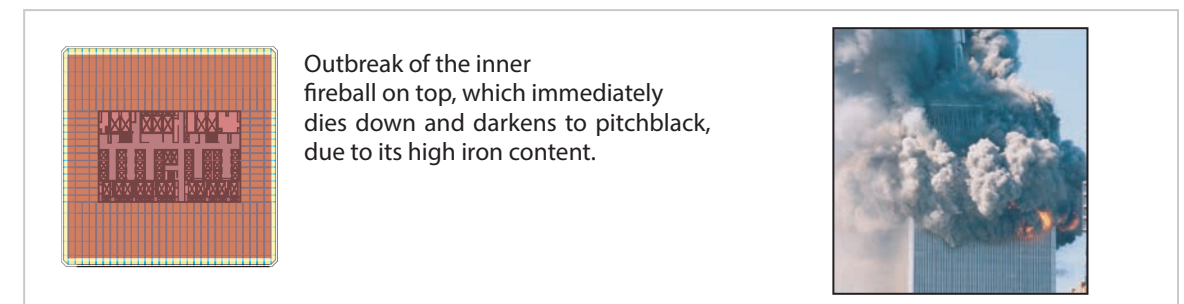 Outbreak of the inner
fireball on top, which immediately
dies down and darkens to pitchblack,
due to its high iron content.